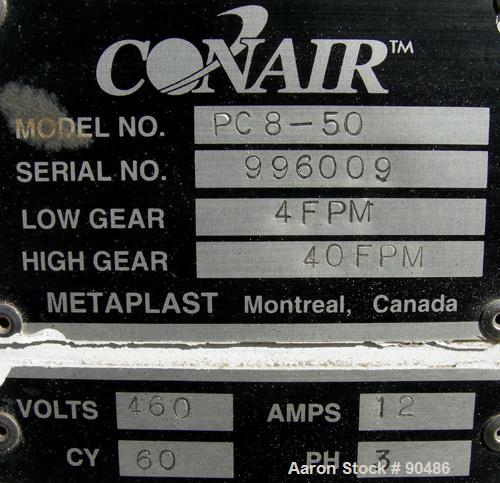 CONAIR™
MODEL NO. PC8-50
SERIAL NO. 996009
LOW GEAR 4FPM
HIGH GEAR 40FPM
METAPLAST Montreal, Canada
VOLTS 460 AMPS 12
CY 60 PH 3
Aaron Stock # 90486